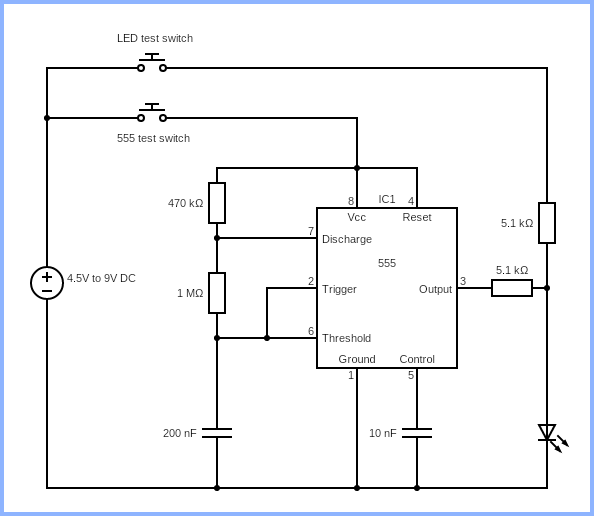 LED test switch
555 test switch
470 kΩ
8
IC1
4
Vcc
Reset
5.1 kΩ
7
Discharge
555
5.1 kΩ
4.5V to 9V DC
1 MΩ
2
Trigger
Output
3
6
Threshold
Ground
Control
1
5
200 nF
10 nF